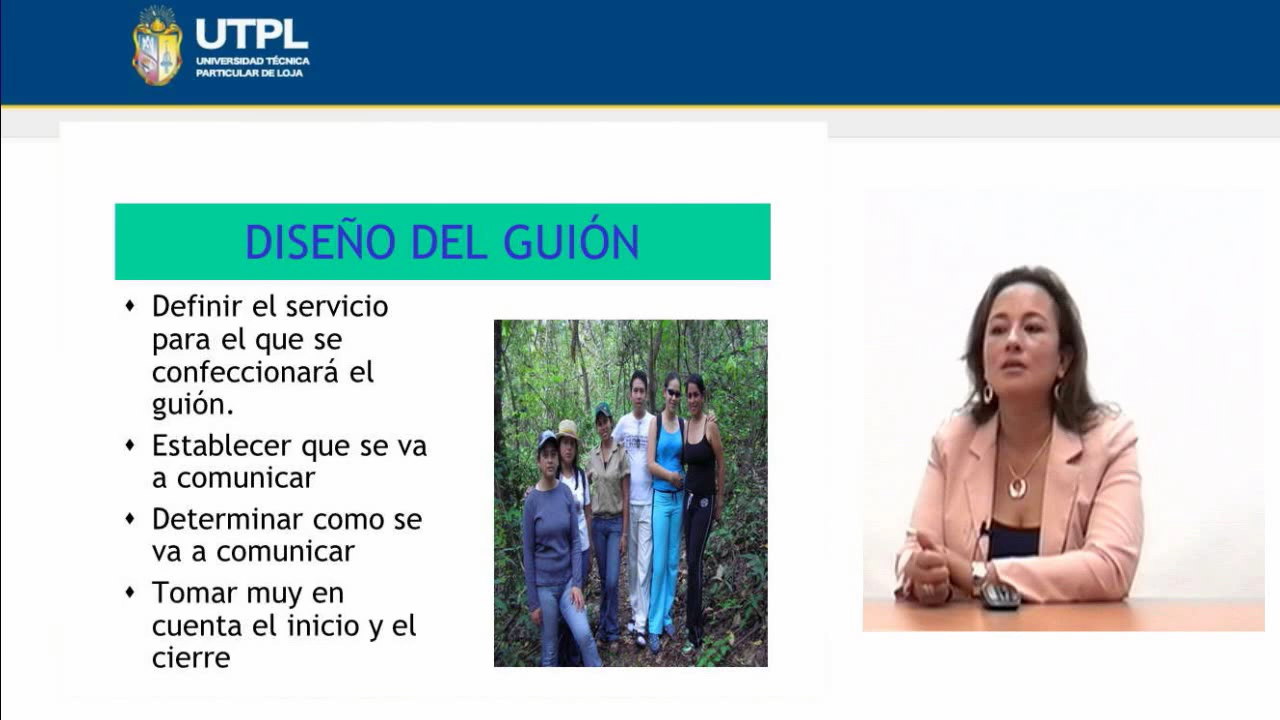 UTPL
UNIVERSIDAD TÉCNICA
PARTICULAR DE LOJA
DISEÑO DEL GUIÓN
Definir el servicio
para el que se
confeccionará el
guión.
Establecer que se va
a comunicar
Determinar como se
va a comunicar
Tomar muy en
cuenta el inicio y el
cierre